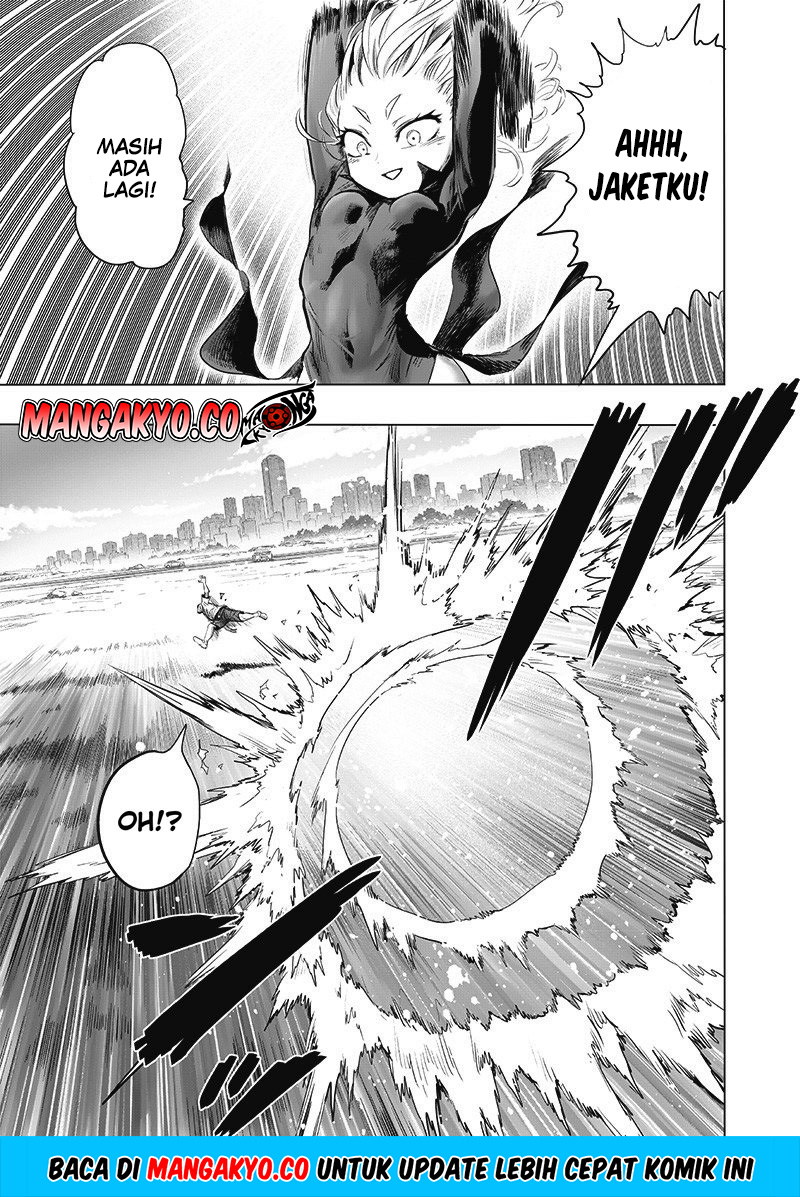 AHHH,
JAKETKU!
MASIH
ADA
LAGI!
MANGAKYO.CO
OH!?
BACA DI MANGAKYO.CO UNTUK UPDATE LEBIH CEPAT KOMIK INI